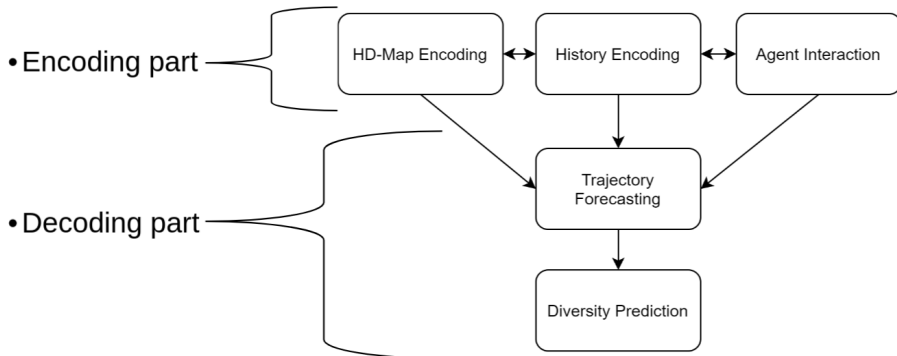 • Encoding part
HD-Map Encoding
History Encoding
Agent Interaction
• Decoding part
Trajectory
Forecasting
Diversity Prediction